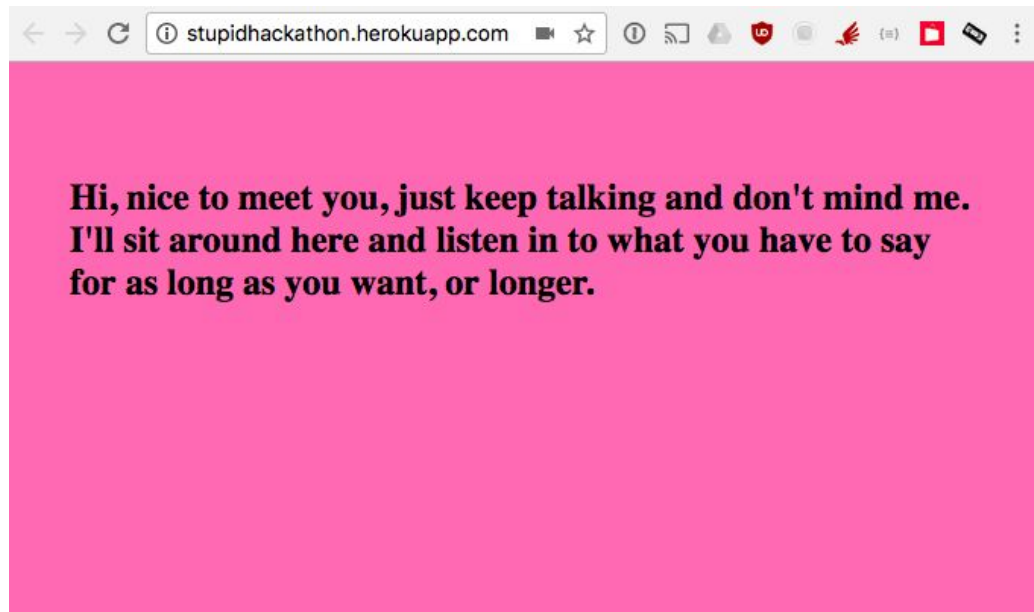 stupidhackathon.herokuapp.com
Hi, nice to meet you, just keep talking and don't mind me.
I'll sit around here and listen in to what you have to say
for as long as you want, or longer.